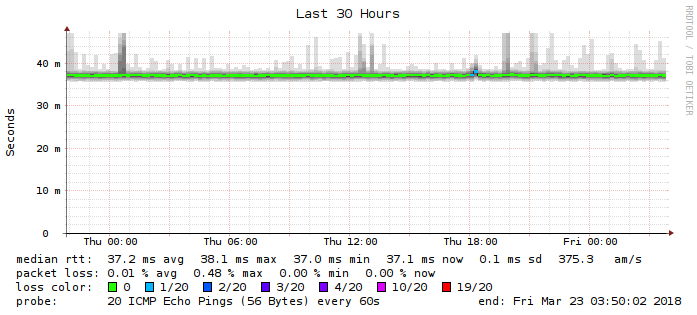 Last 30 Hours
RRDTOOL / TOBI OETIKER
Seconds
40 m
30 m
20 m
10 m
0
Thu 00:00 Thu 06:00 Thu 12:00 Thu 18:00 Fri 00:00
median rtt: 37.2 ms avg 38.1 ms max 37.0 ms min 37.1 ms now 0.1 ms sd 375.3 am/s
packet loss: 0.01 % avg 0.48 % max 0.00 % min 0.00 % now
loss color: 0 1/20 2/20 3/20 4/20 10/20 19/20
probe: 20 ICMP Echo Pings (56 Bytes) every 60s end: Fri Mar 23 03:50:02 2018